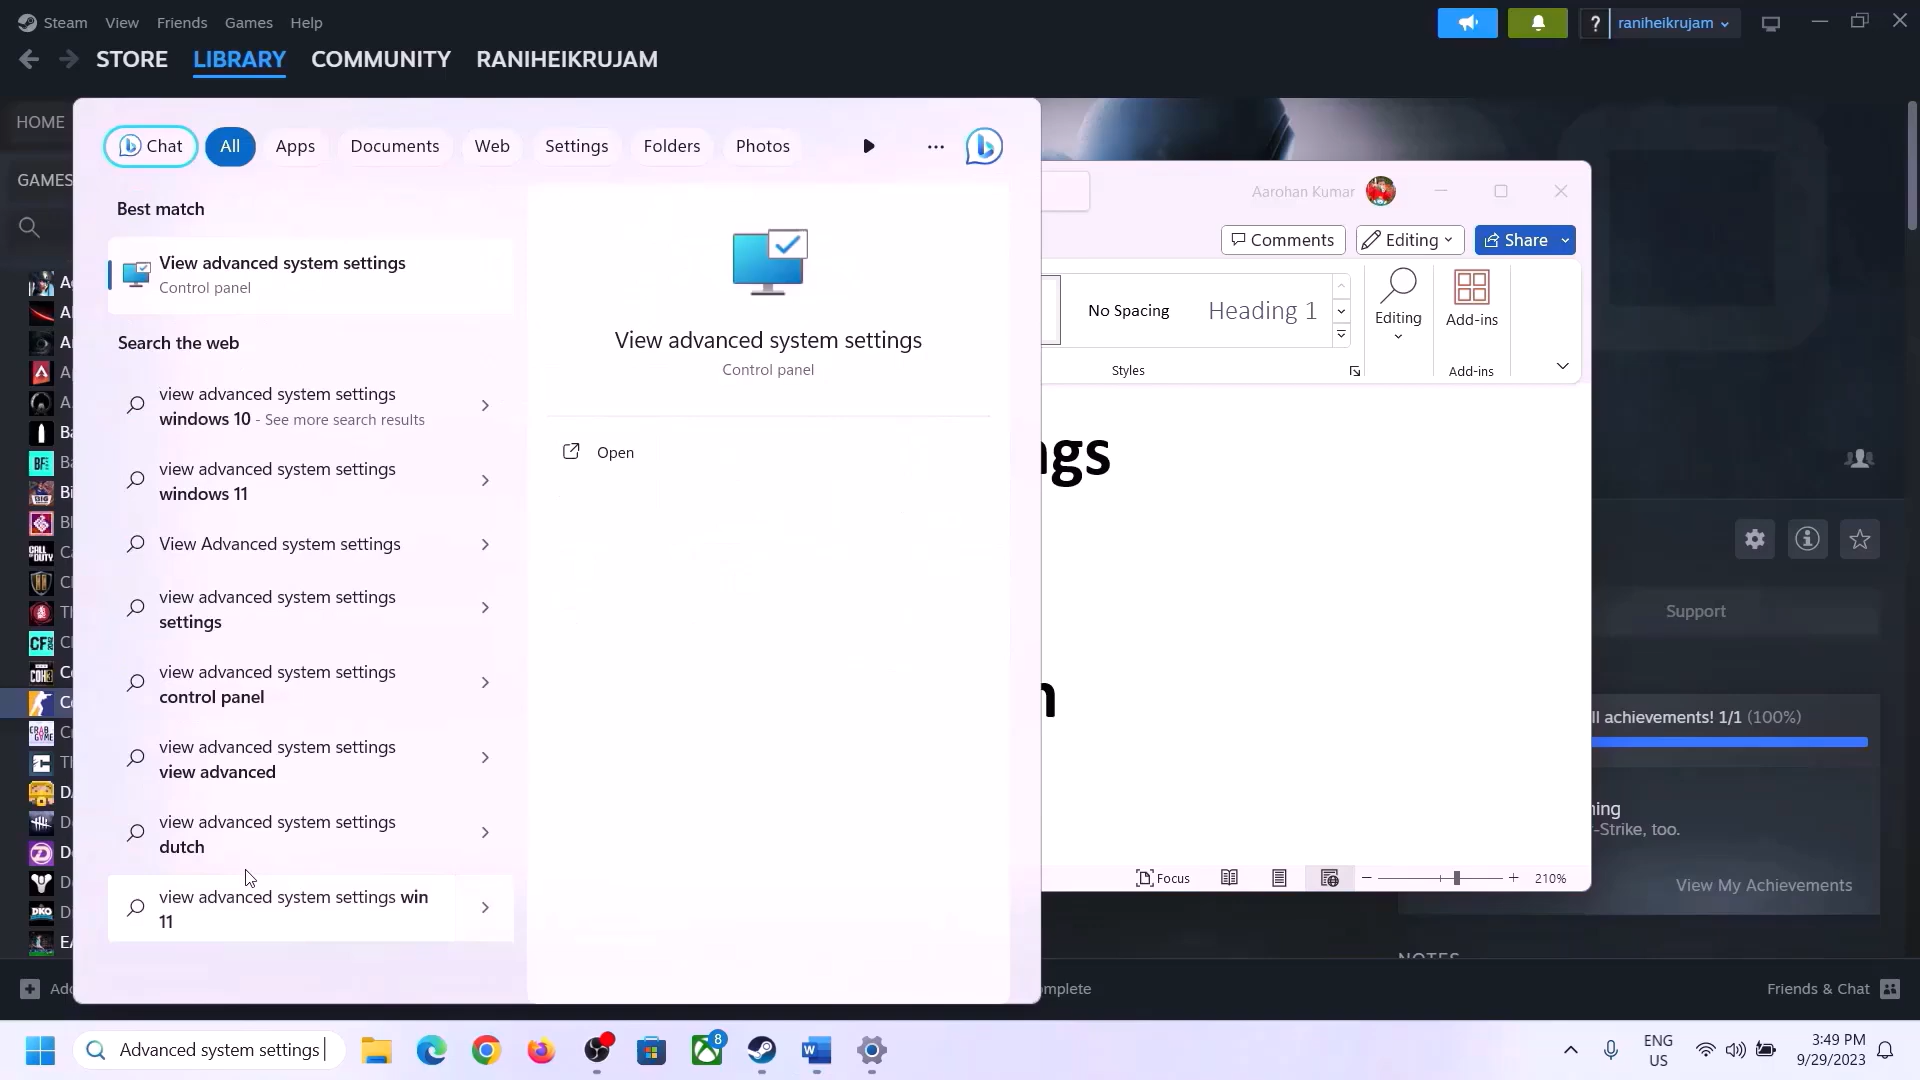 Steam
View
Friends
Games
Help
raniheikrujam
STORE
LIBRARY
COMMUNITY
RANIHEIKRUJAM
HOME
GAMES
Chat
All
Apps
Documents
Web
Settings
Folders
Photos
Best match
View advanced system settings
Control panel
Search the web
view advanced system settings
windows 10 - See more search results
view advanced system settings
windows 11
View Advanced system settings
view advanced system settings
settings
view advanced system settings
control panel
view advanced system settings
view advanced
view advanced system settings
dutch
view advanced system settings win
11
View advanced system settings
Control panel
Open
Aarohan Kumar
Comments
Editing
Share
No Spacing
Heading 1
Editing
Add-ins
Styles
Add-ins
ngs
n
Focus
210%
Support
ll achievements! 1/1 (100%)
ning
-Strike, too.
View My Achievements
NOTES
Add
mplete
Friends & Chat
Advanced system settings
8
ENG
US
3:49 PM
9/29/2023